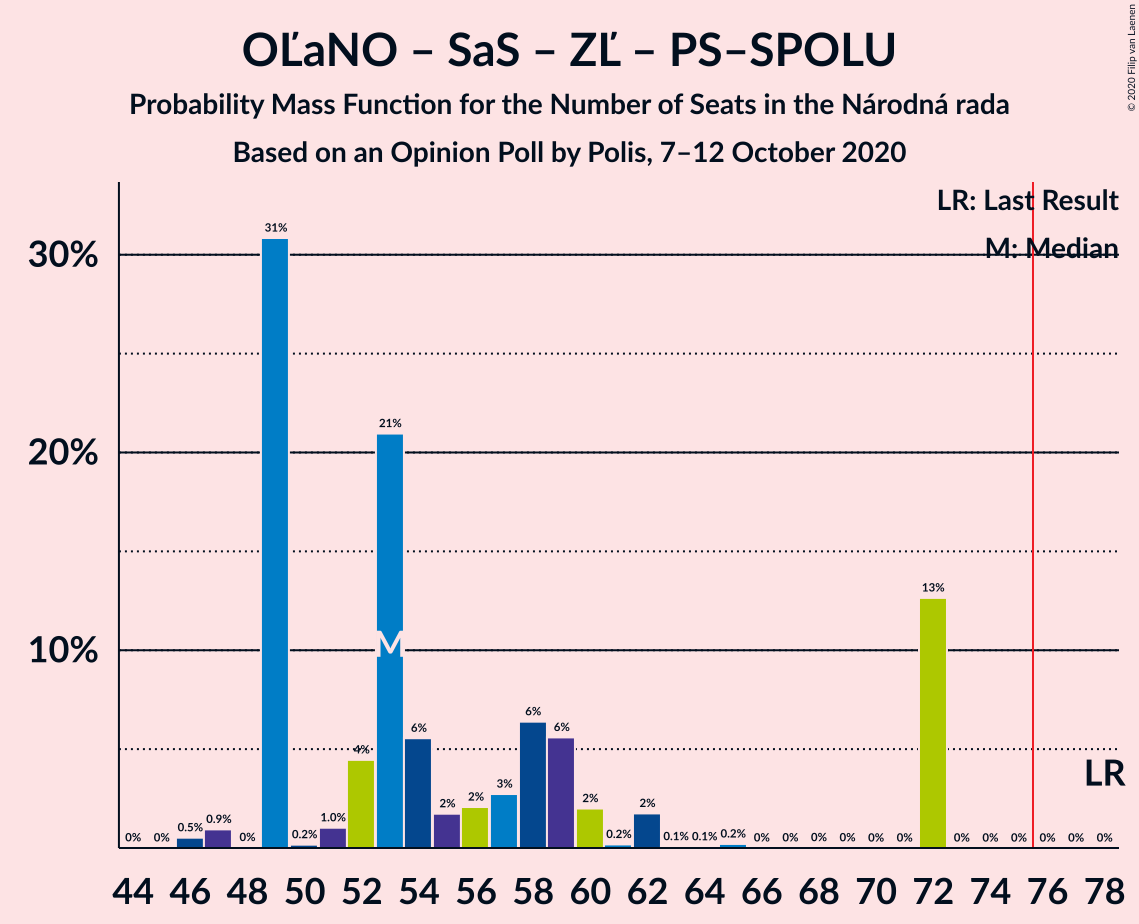 OĽaNO – SaS – ZĽ – PS–SPOLU
Probability Mass Function for the Number of Seats in the Národná rada
Based on an Opinion Poll by Polis, 7–12 October 2020
© 2020 Filip van Laenen
LR: Last Result
M: Median
30%
20%
10%
0% 0% 0.5% 0.9% 0% 31% 0.2% 1.0% 4% 21% 6% 2% 2% 3% 6% 6% 2% 0.2% 2% 0.1% 0.1% 0.2% 0% 0% 0% 0% 0% 0% 13% 0% 0% 0% 0% 0% 0%
M
LR
44 46 48 50 52 54 56 58 60 62 64 66 68 70 72 74 76 78